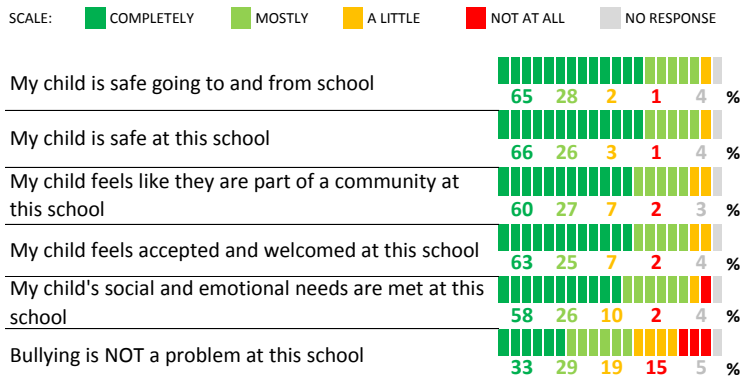 SCALE: COMPLETELY MOSTLY A LITTLE NOT AT ALL NO RESPONSE
My child is safe going to and from school
65 28 2 1 4 %
My child is safe at this school
66 26 3 1 4 %
My child feels like they are part of a community at
this school
60 27 7 2 3 %
My child feels accepted and welcomed at this school
63 25 7 2 4 %
My child's social and emotional needs are met at this
school
58 26 10 2 4 %
Bullying is NOT a problem at this school
33 29 19 15 5 %